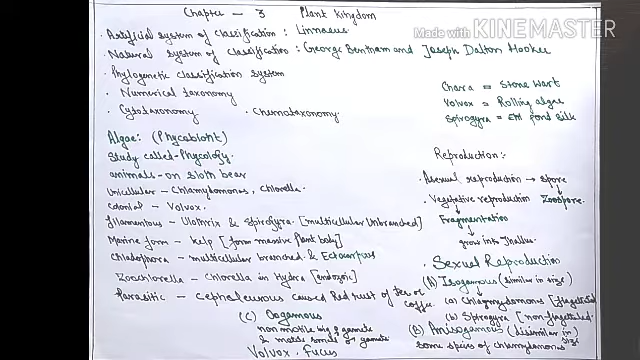 Chapter - 3 Plant Kingdom
Made with KINEMASTER
· Artificial system of classification : Linnaeus
· Natural system of classification : George Bentham and Joseph Dalton Hooker
· Phylogenetic classification system
· Numerical taxonomy
· Cytotaxonomy · Chemotaxonomy
Chara = Stone Wart
Volvox = Rolling algae
Spirogyra = pond silk
Algae: (Phycobiont)
Study called - Phycology.
animals - on sloth bear
Unicellular - Chlamydomonas, Chlorella.
Colonial - Volvox.
filamentous - Ulothrix & Spirogyra [multicellular Unbranched]
Marine form - kelp [form massive plant body]
Cladophora - multicellular branched & Ectocarpus
Zoochlorella - Chlorella in Hydra [endozoic]
Parasitic - Cephaleurous caused Red rust of tea or coffee
(C) Oogamous
non motile big ♀ gamete
& motile small ♂ gamete
Volvox, Fucus
Reproduction :-
· Asexual reproduction → spore
· Vegetative reproduction Zoospore.
Fragmentation
grow into Thallus
· Sexual Reproduction
(A) Isogamous (similar in size)
(a) Chlamydomonas [flagellated
(b) Spirogyra [non-flagellated.
(B) Anisogamous (dissimilar in size)
some spices of chlamydomonas